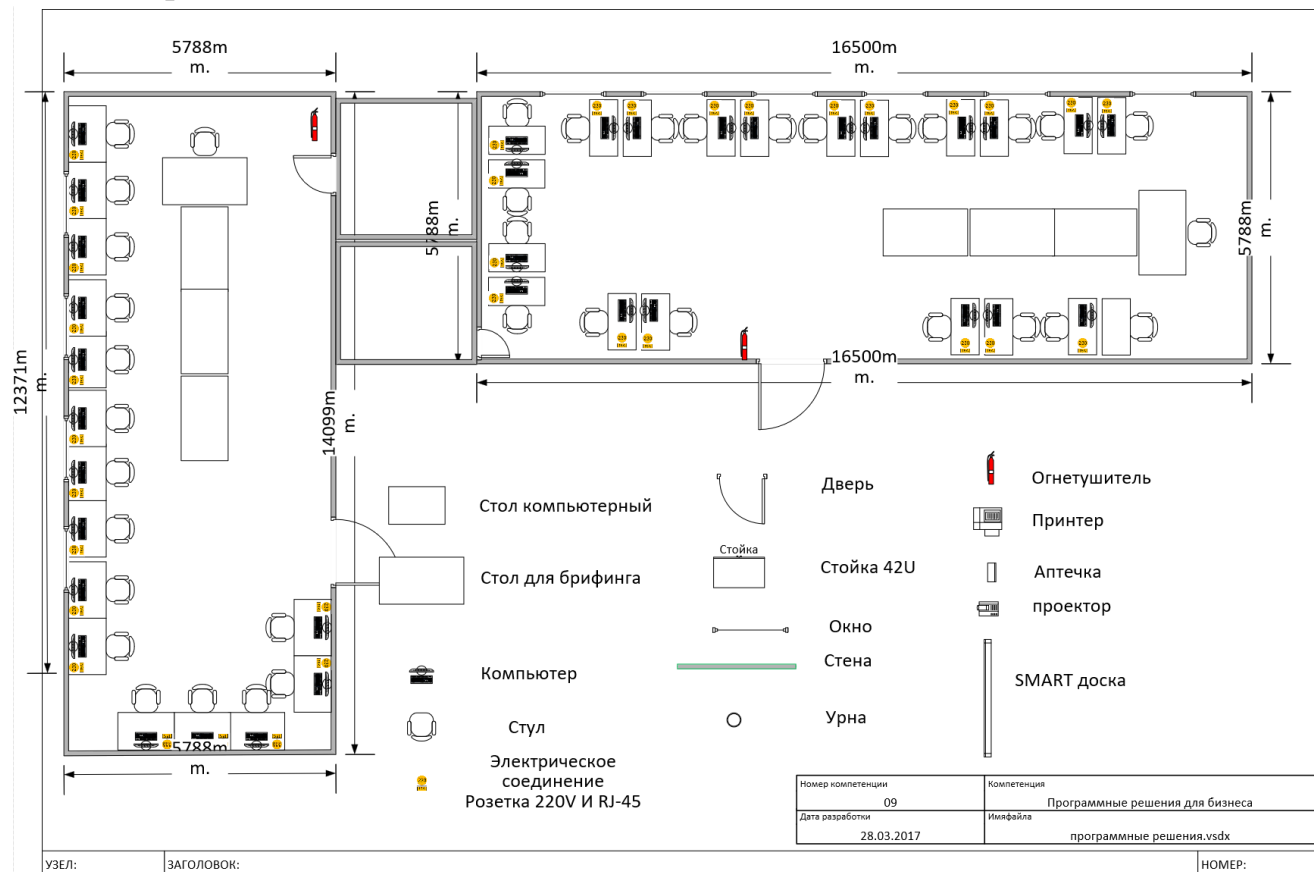 5788m
m.
16500m
m.
5788m
m.
5788m
m.
12371m
m.
14099m
m.
16500m
m.
5788m
m.
Стол компьютерный
Стол для брифинга
Компьютер
Стул
Электрическое
соединение
Розетка 220V И RJ-45
Дверь
Стойка
Стойка 42U
Окно
Стена
Урна
Огнетушитель
Принтер
Аптечка
проектор
SMART доска
Номер компетенции
09
Компетенция
Программные решения для бизнеса
Дата разработки
28.03.2017
Имяфайла
программные решения.vsdx
УЗЕЛ:
ЗАГОЛОВОК:
НОМЕР: